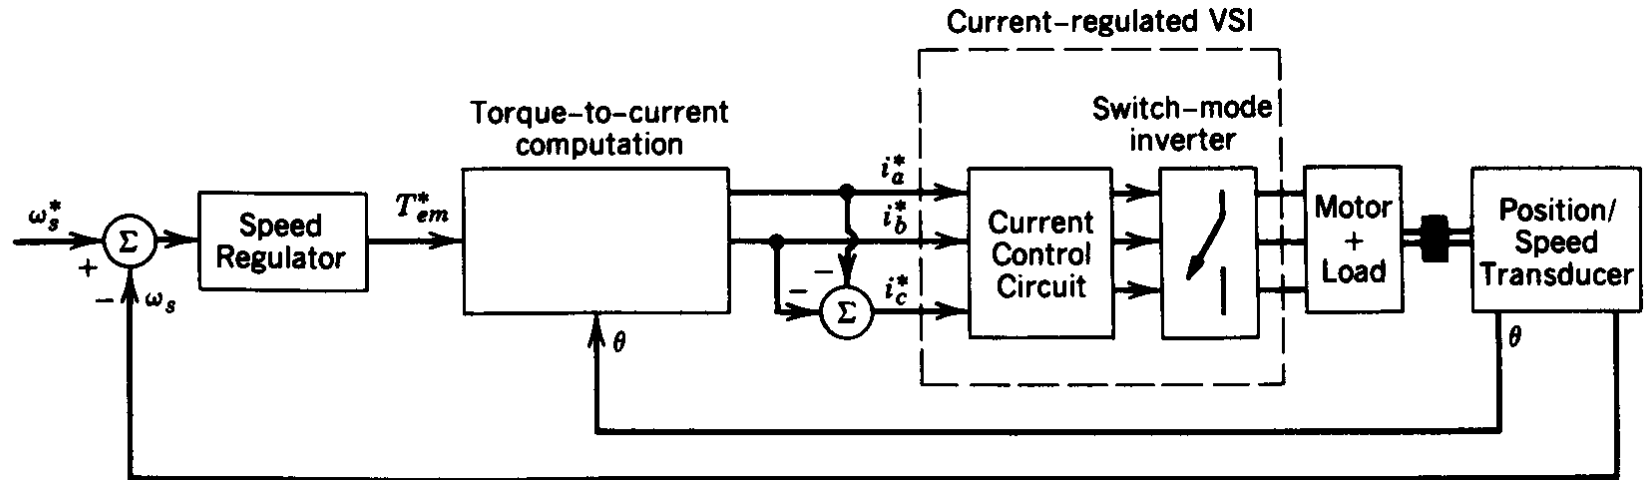 Current-regulated VSI
Torque-to-current
computation
Switch-mode
inverter
ω*s
+
−
ωs
Σ
Speed
Regulator
T*em
θ
i*a
i*b
i*c
−
−
Σ
Current
Control
Circuit
Motor
+
Load
Position/
Speed
Transducer
θ